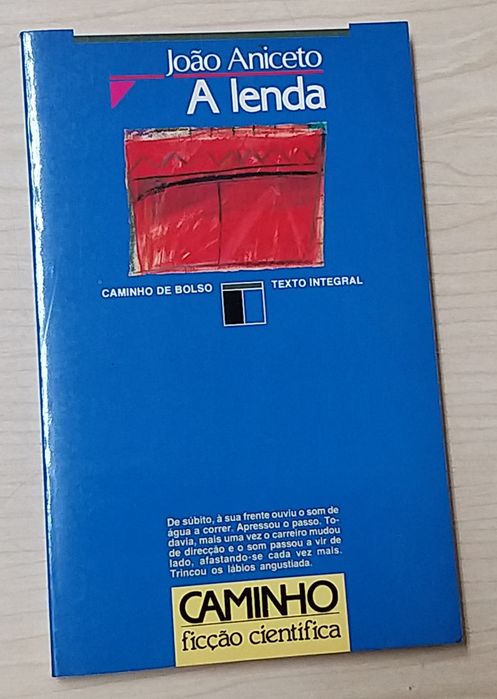 João Aniceto
A lenda
CAMINHO DE BOLSO TEXTO INTEGRAL
De súbito, à sua frente ouviu o som de
água a correr. Apressou o passo. To-
davia, mais uma vez o carreiro mudou
de direcção e o som passou a vir de
lado, afastando-se cada vez mais.
Trincou os lábios angustiada.
CAMINHO
ficção científica